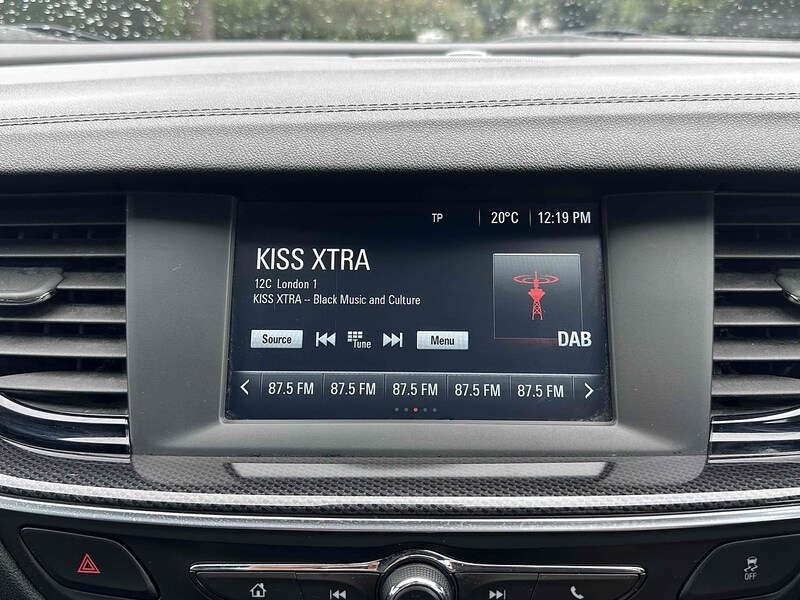 TP 20°C 12:19 PM
KISS XTRA
12C London 1
KISS XTRA -- Black Music and Culture
DAB
Source Tune Menu
87.5 FM 87.5 FM 87.5 FM 87.5 FM 87.5 FM
OFF